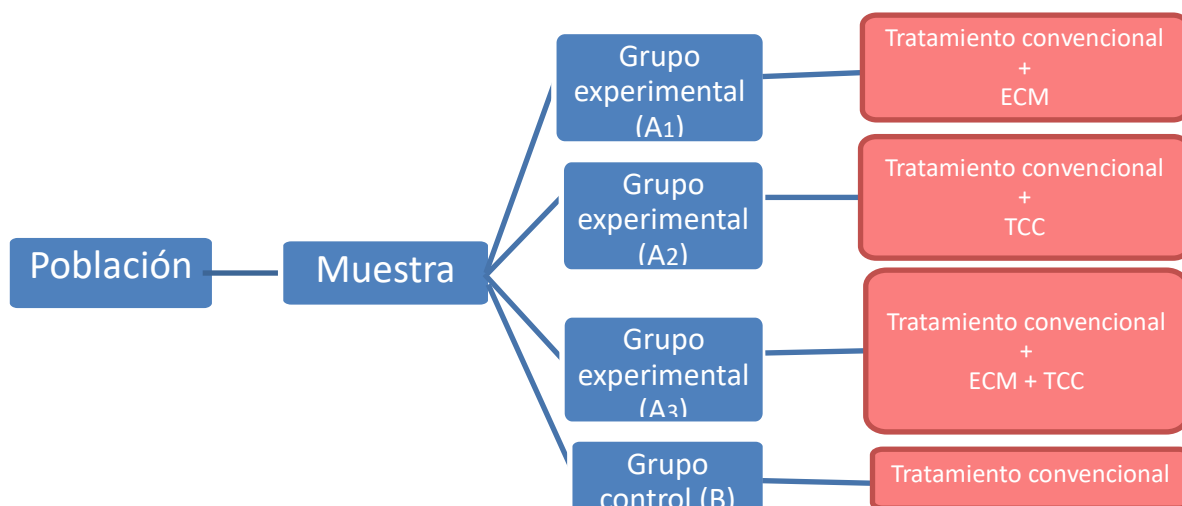 Población
Muestra
Grupo
experimental
(A1)
Tratamiento convencional
+
ECM
Grupo
experimental
(A2)
Tratamiento convencional
+
TCC
Grupo
experimental
(A3)
Tratamiento convencional
+
ECM + TCC
Grupo
control (B)
Tratamiento convencional